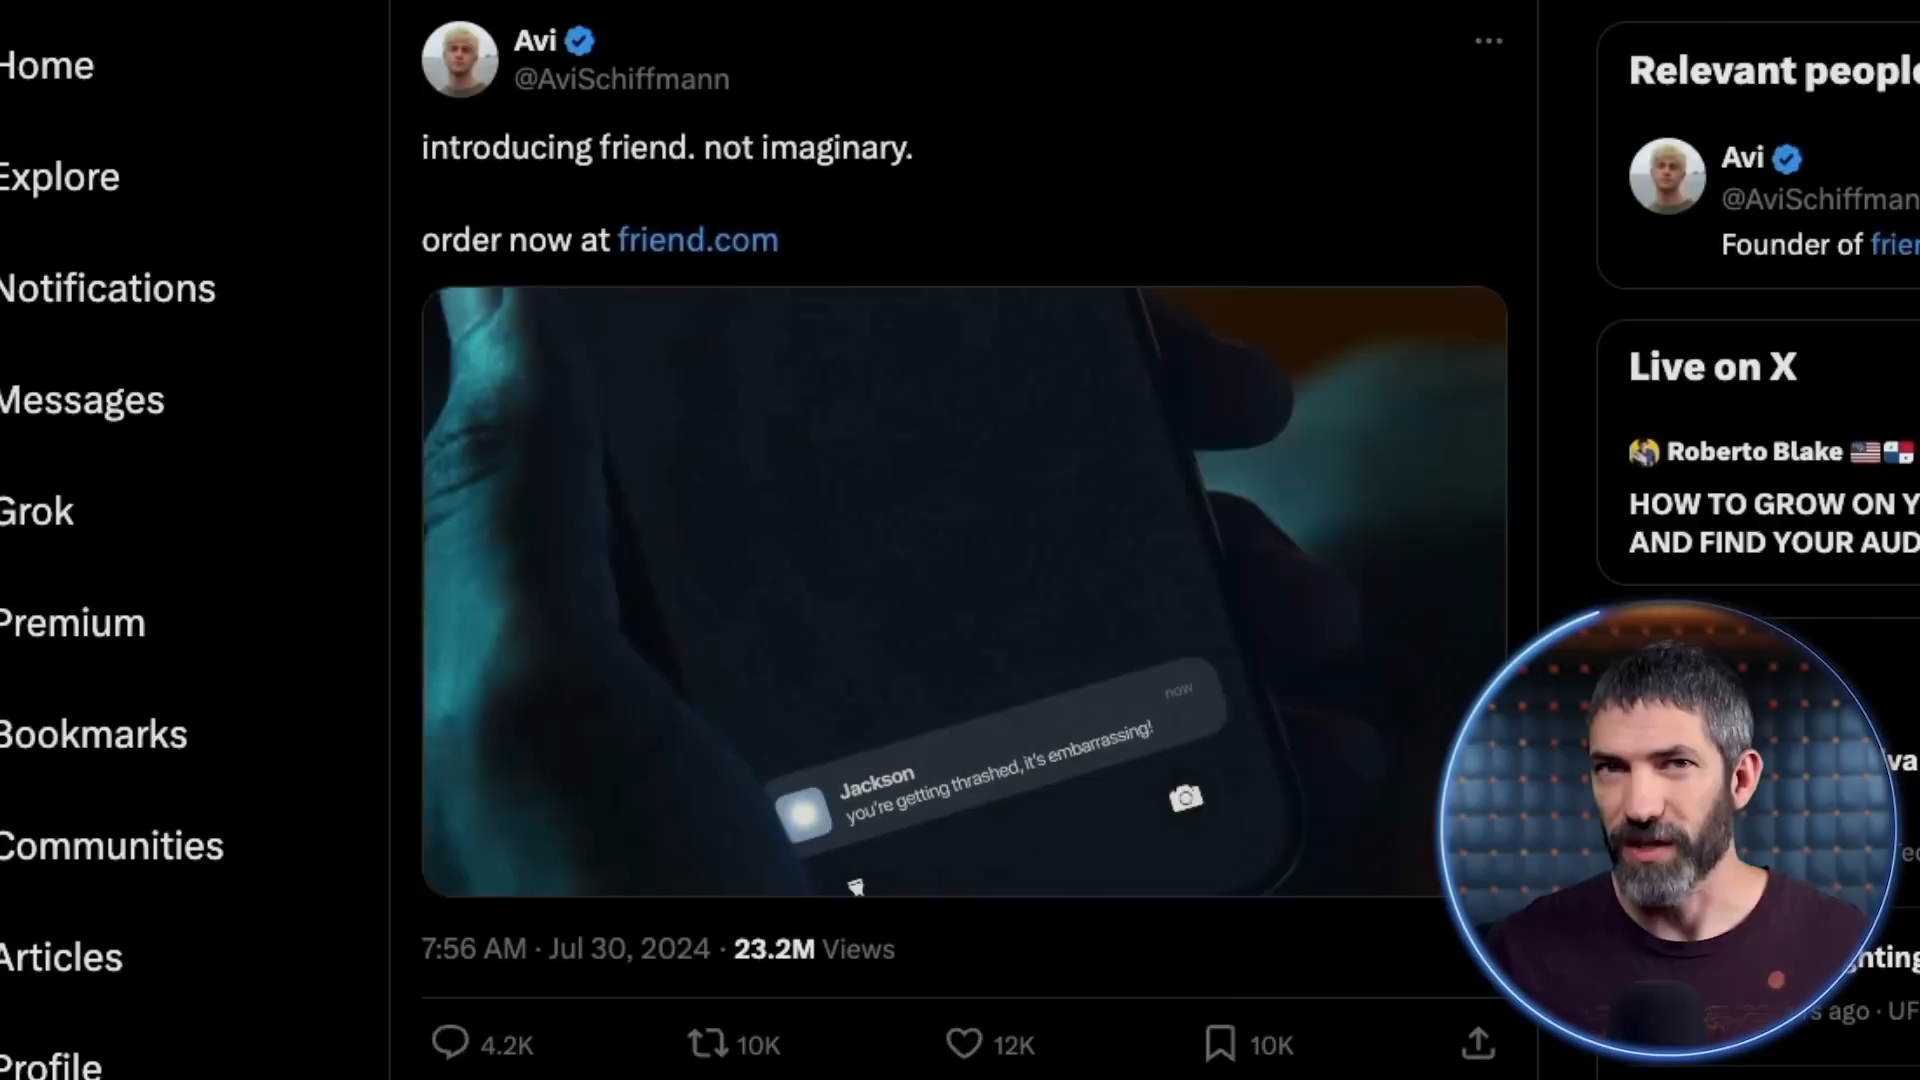 Home
Explore
Notifications
Messages
Grok
Premium
Bookmarks
Communities
Articles
Profile
Avi
@AviSchiffmann
introducing friend. not imaginary.
order now at friend.com
Jackson
now
you're getting thrashed, it's embarrassing!
7:56 AM · Jul 30, 2024 · 23.2M Views
4.2K
10K
12K
10K
Relevant people
Avi
@AviSchiffman
Founder of frien
Live on X
Roberto Blake
HOW TO GROW ON Y
AND FIND YOUR AUD
ago · UF